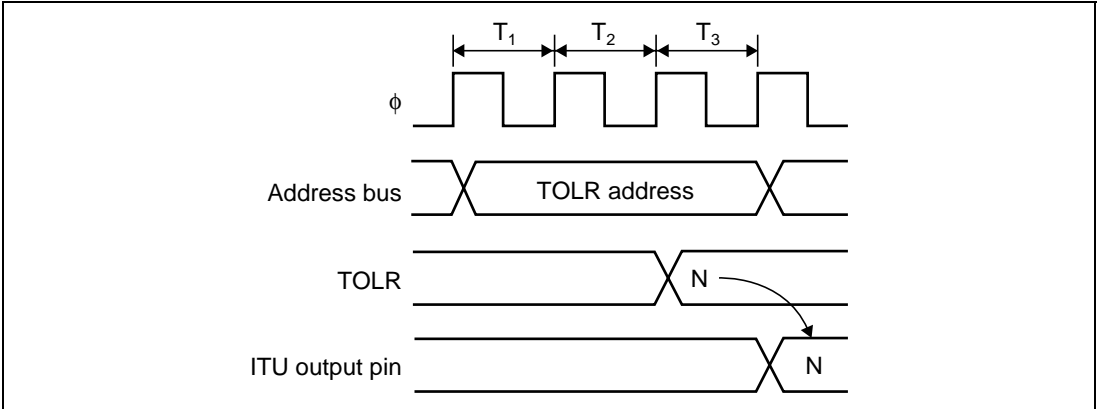 T₁ T₂ T₃
φ
Address bus TOLR address
TOLR N
ITU output pin N